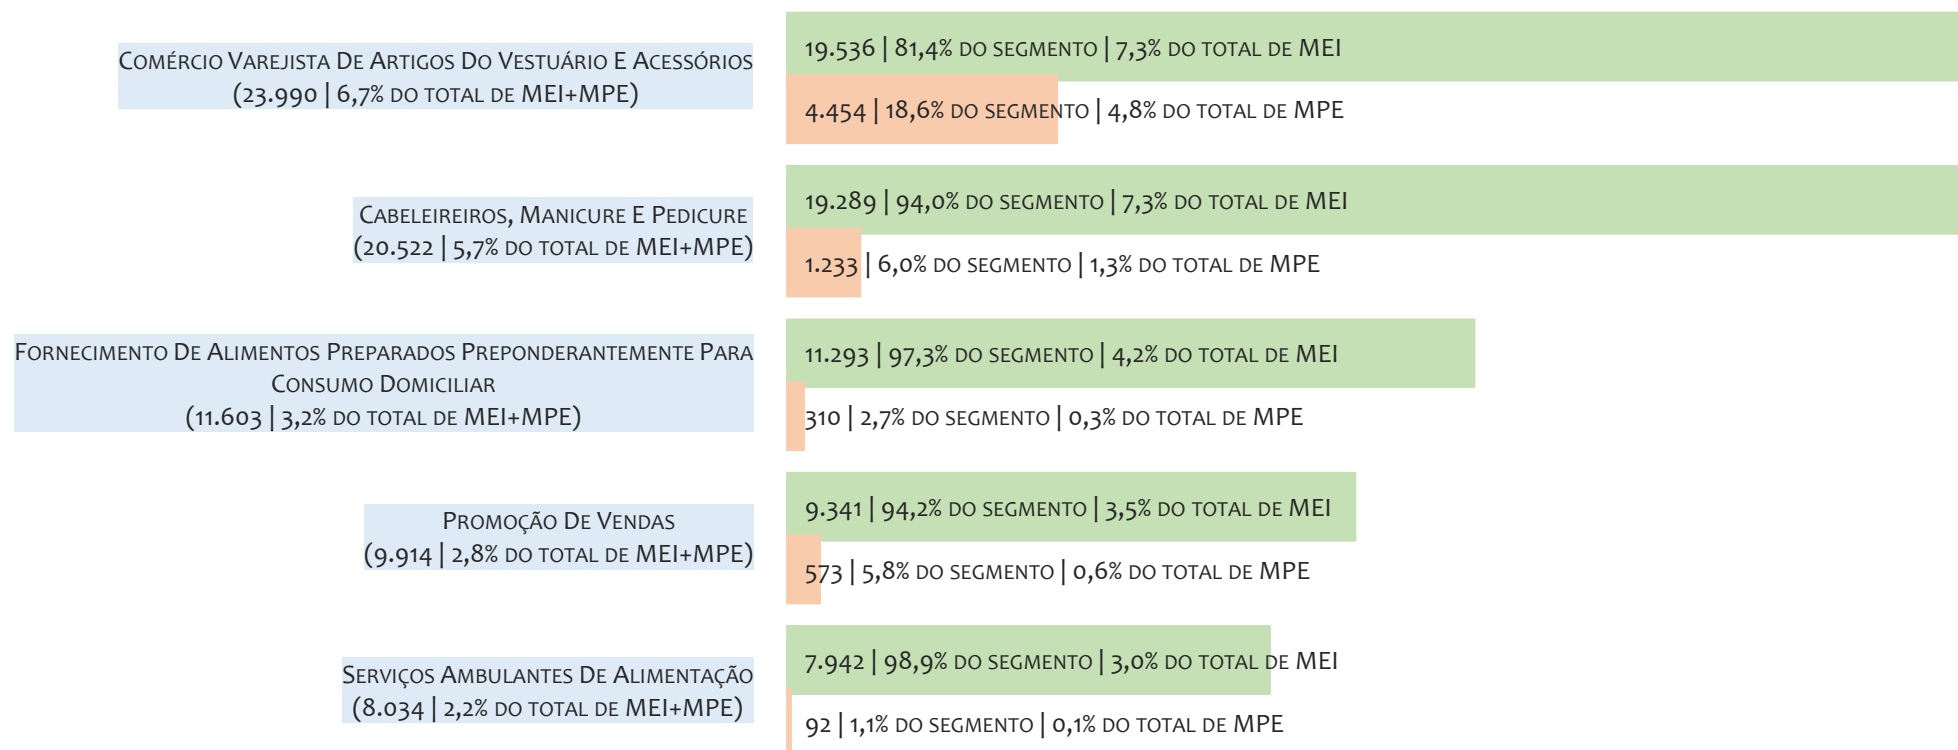 Comércio Varejista De Artigos Do Vestuário E Acessórios
(23.990 | 6,7% do total de MEI+MPE)
19.536 | 81,4% do segmento | 7,3% do total de MEI
4.454 | 18,6% do segmento | 4,8% do total de MPE
Cabeleireiros, Manicure E Pedicure
(20.522 | 5,7% do total de MEI+MPE)
19.289 | 94,0% do segmento | 7,3% do total de MEI
1.233 | 6,0% do segmento | 1,3% do total de MPE
Fornecimento De Alimentos Preparados Preponderantemente Para
Consumo Domiciliar
(11.603 | 3,2% do total de MEI+MPE)
11.293 | 97,3% do segmento | 4,2% do total de MEI
310 | 2,7% do segmento | 0,3% do total de MPE
Promoção De Vendas
(9.914 | 2,8% do total de MEI+MPE)
9.341 | 94,2% do segmento | 3,5% do total de MEI
573 | 5,8% do segmento | 0,6% do total de MPE
Serviços Ambulantes De Alimentação
(8.034 | 2,2% do total de MEI+MPE)
7.942 | 98,9% do segmento | 3,0% do total de MEI
92 | 1,1% do segmento | 0,1% do total de MPE